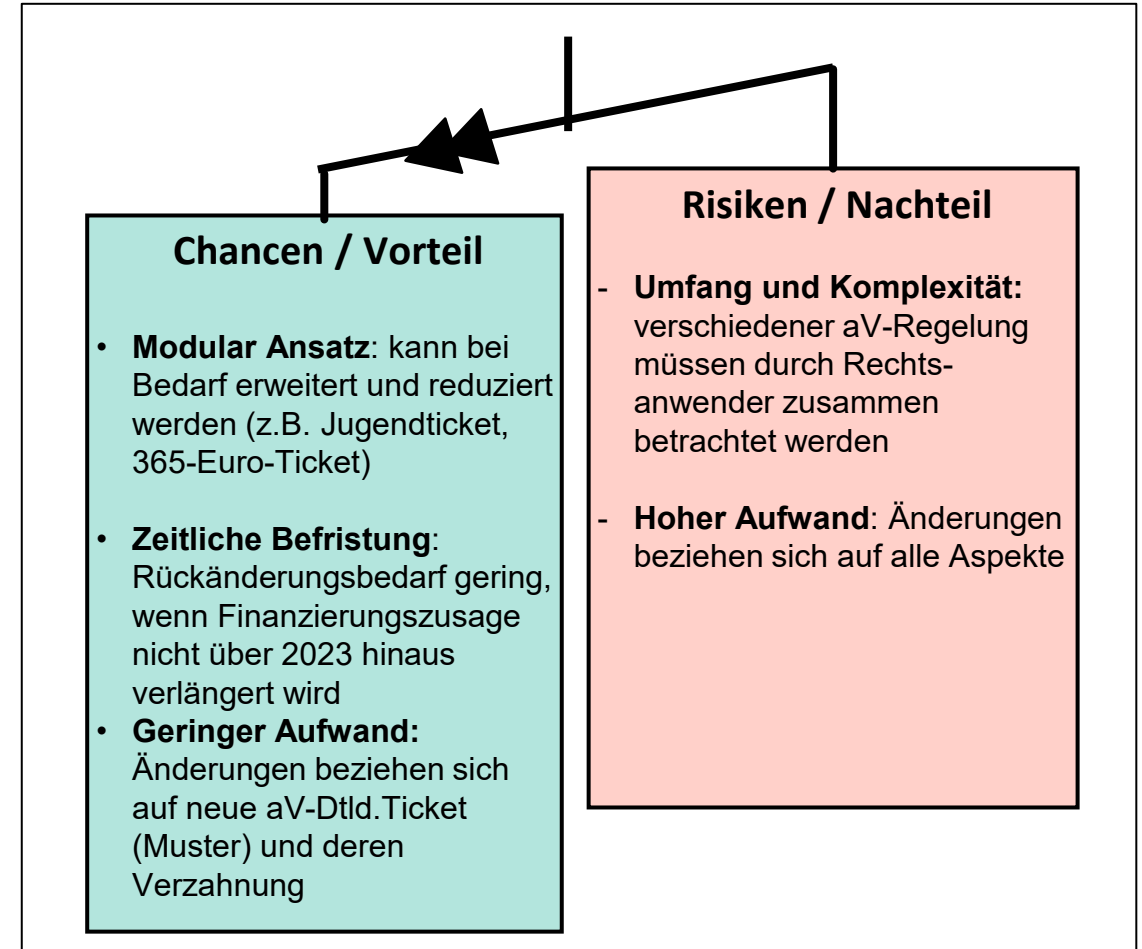 Chancen / Vorteil
• Modular Ansatz: kann bei
Bedarf erweitert und reduziert
werden (z.B. Jugendticket,
365-Euro-Ticket)
• Zeitliche Befristung:
Rückänderungsbedarf gering,
wenn Finanzierungszusage
nicht über 2023 hinaus
verlängert wird
• Geringer Aufwand:
Änderungen beziehen sich
auf neue aV-Dtld.Ticket
(Muster) und deren
Verzahnung
Risiken / Nachteil
- Umfang und Komplexität:
verschiedener aV-Regelung
müssen durch Rechts-
anwender zusammen
betrachtet werden
- Hoher Aufwand: Änderungen
beziehen sich auf alle Aspekte